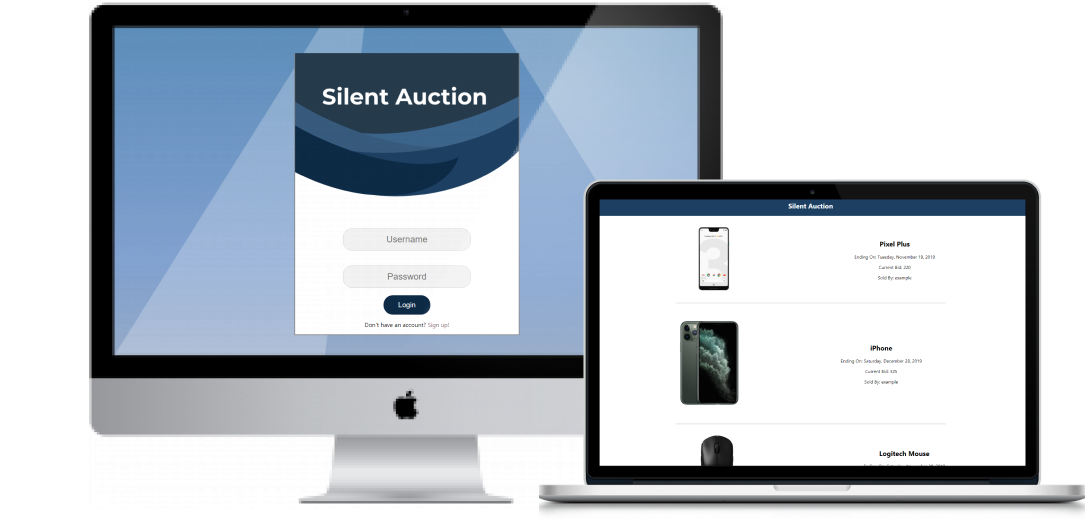 Silent Auction
Username
Password
Login
Don't have an account? Sign up!
Silent Auction
Pixel Plus
Ending On: Tuesday, November 19, 2019
Current Bid: 220
Sold By: example
iPhone
Ending On: Saturday, December 28, 2019
Current Bid: 625
Sold By: example
Logitech Mouse